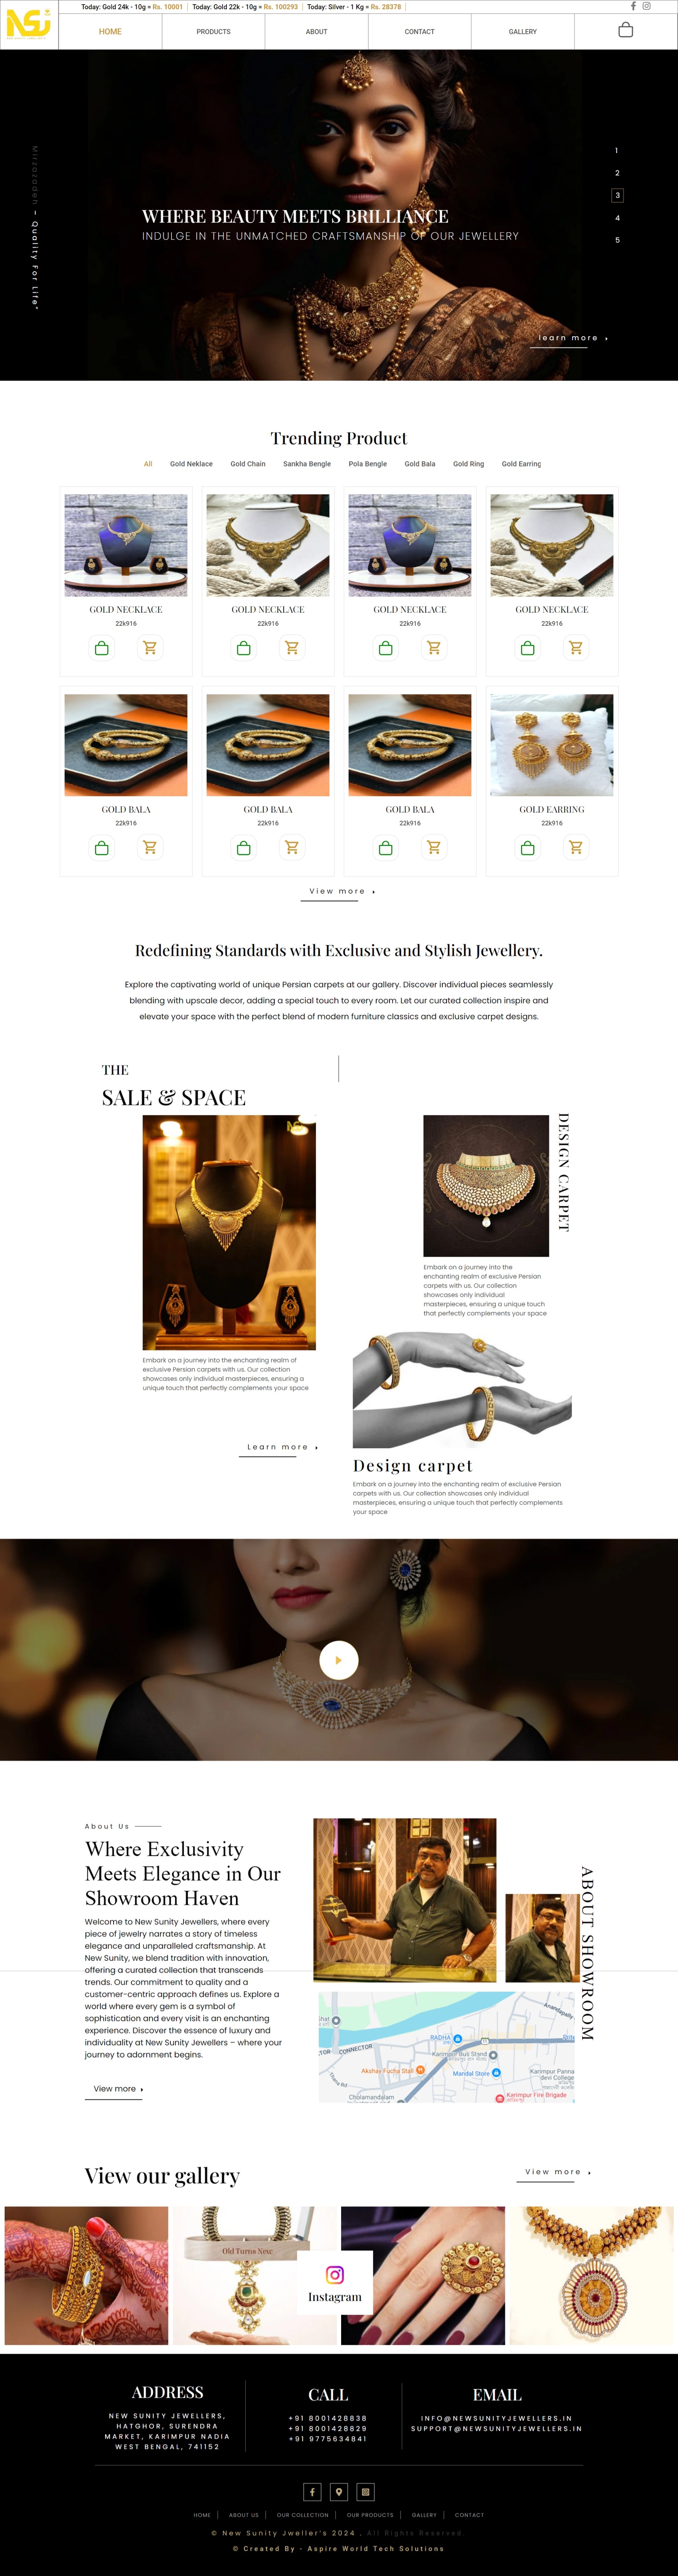 NSJ
Today: Gold 24k - 10g = Rs. 10001 | Today: Gold 22k - 10g = Rs. 100293 | Today: Silver - 1 Kg = Rs. 28378 |
HOME PRODUCTS ABOUT CONTACT GALLERY
Mirzazadeh – Quality For Life"
WHERE BEAUTY MEETS BRILLIANCE
INDULGE IN THE UNMATCHED CRAFTSMANSHIP OF OUR JEWELLERY
1
2
3
4
5
learn more
Trending Product
All Gold Neklace Gold Chain Sankha Bengle Pola Bengle Gold Bala Gold Ring Gold Earring
GOLD NECKLACE GOLD NECKLACE GOLD NECKLACE GOLD NECKLACE
22k916 22k916 22k916 22k916
GOLD BALA GOLD BALA GOLD BALA GOLD EARRING
22k916 22k916 22k916 22k916
View more
Redefining Standards with Exclusive and Stylish Jewellery.
Explore the captivating world of unique Persian carpets at our gallery. Discover individual pieces seamlessly
blending with upscale decor, adding a special touch to every room. Let our curated collection inspire and
elevate your space with the perfect blend of modern furniture classics and exclusive carpet designs.
THE
SALE & SPACE
Embark on a journey into the enchanting realm of
exclusive Persian carpets with us. Our collection
showcases only individual masterpieces, ensuring a
unique touch that perfectly complements your space
Learn more
DESIGN CARPET
Embark on a journey into the
enchanting realm of exclusive Persian
carpets with us. Our collection
showcases only individual
masterpieces, ensuring a unique touch
that perfectly complements your space
Design carpet
Embark on a journey into the enchanting realm of exclusive Persian
carpets with us. Our collection showcases only individual
masterpieces, ensuring a unique touch that perfectly complements
your space
About Us
Where Exclusivity
Meets Elegance in Our
Showroom Haven
Welcome to New Sunity Jewellers, where every
piece of jewelry narrates a story of timeless
elegance and unparalleled craftsmanship. At
New Sunity, we blend tradition with innovation,
offering a curated collection that transcends
trends. Our commitment to quality and a
customer-centric approach defines us. Explore a
world where every gem is a symbol of
sophistication and every visit is an enchanting
experience. Discover the essence of luxury and
individuality at New Sunity Jewellers – where your
journey to adornment begins.
View more
ABOUT SHOWROOM
Anandapally
RADHA
CONNECTOR
Karimpur Bus Stand
Akshay Fucha Stall
Mandal Store
Karimpur Panna
devi College
Karimpur Fire Brigade
Cholamandalam
View our gallery
View more
Old Turns New
Instagram
ADDRESS
NEW SUNITY JEWELLERS,
HATGHOR, SURENDRA
MARKET, KARIMPUR NADIA
WEST BENGAL, 741152
CALL
+91 8001428838
+91 8001428829
+91 9775634841
EMAIL
INFO@NEWSUNITYJEWELLERS.IN
SUPPORT@NEWSUNITYJEWELLERS.IN
HOME | ABOUT US | OUR COLLECTION | OUR PRODUCTS | GALLERY | CONTACT
© New Sunity Jweller's 2024 . All Rights Reserved.
© Created By - Aspire World Tech Solutions